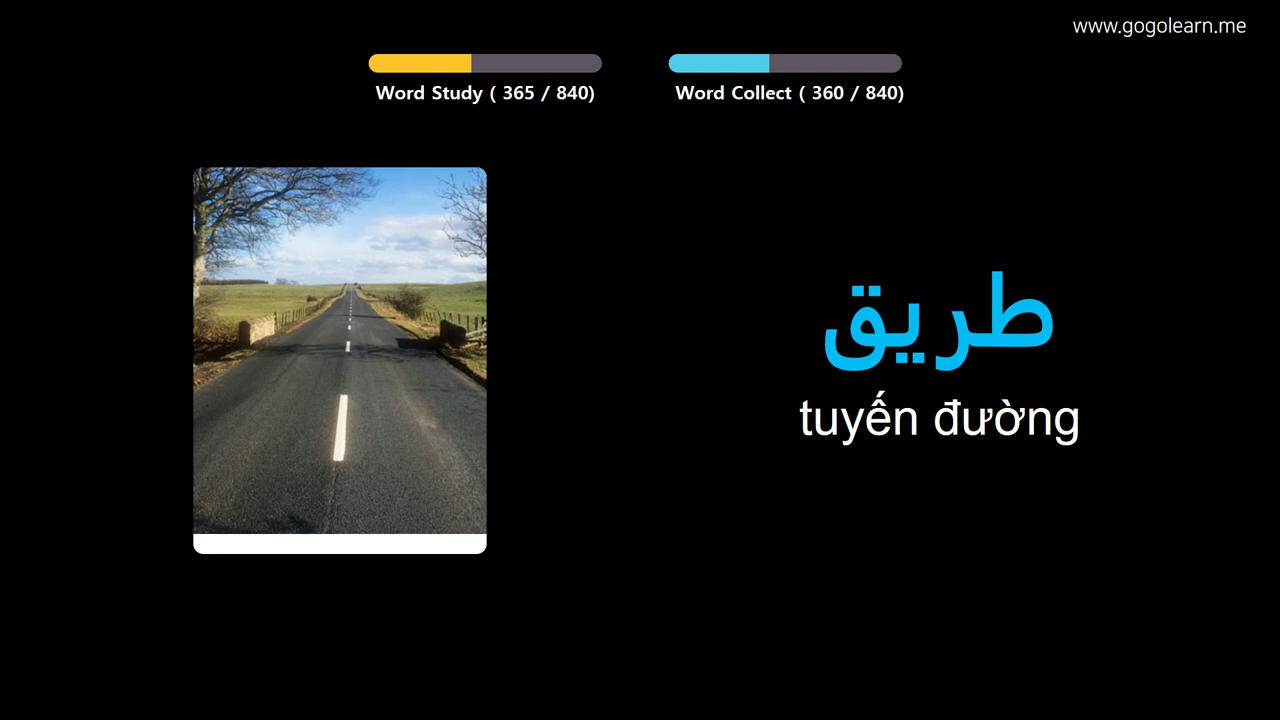 www.gogolearn.me
Word Study ( 365 / 840)
Word Collect ( 360 / 840)
طريق
tuyến đường